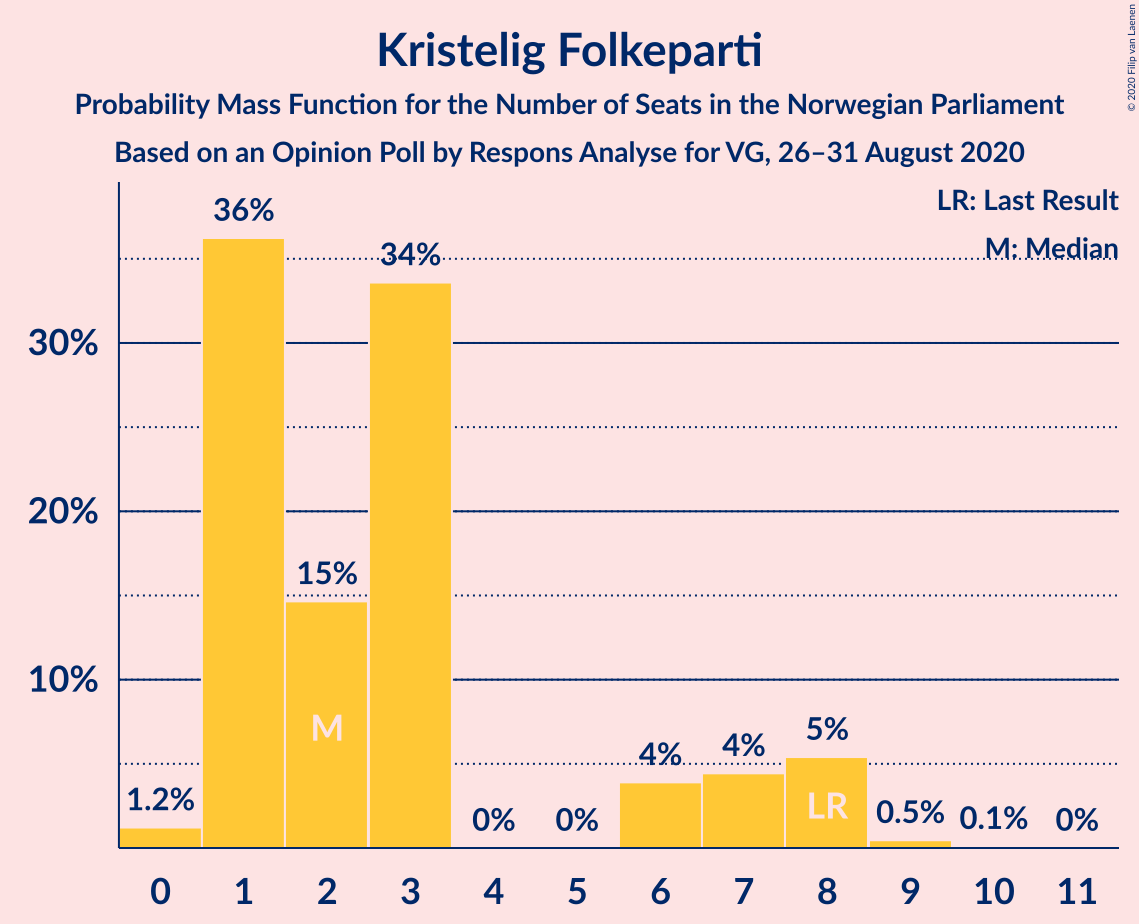 Kristelig Folkeparti
Probability Mass Function for the Number of Seats in the Norwegian Parliament
Based on an Opinion Poll by Respons Analyse for VG, 26–31 August 2020
© 2020 Filip van Laenen
LR: Last Result
M: Median
36%
34%
30%
20%
15%
10%
M
5%
4%
4%
1.2%
LR
0%
0%
0.5%
0.1%
0%
0 1 2 3 4 5 6 7 8 9 10 11